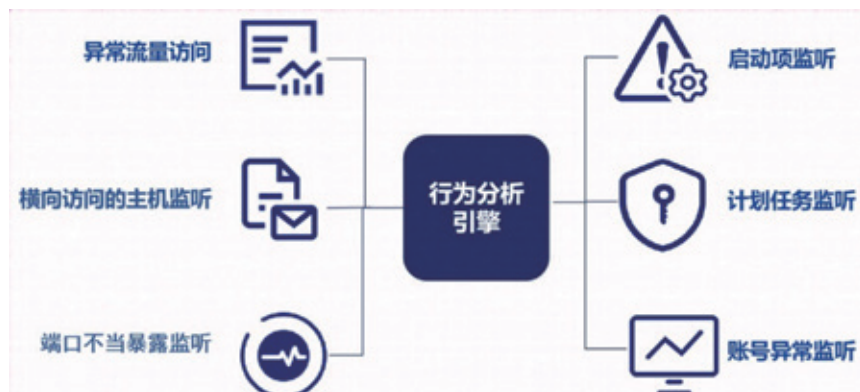 异常流量访问
启动项监听
横向访问的主机监听
行为分析
引擎
计划任务监听
端口不当暴露监听
账号异常监听